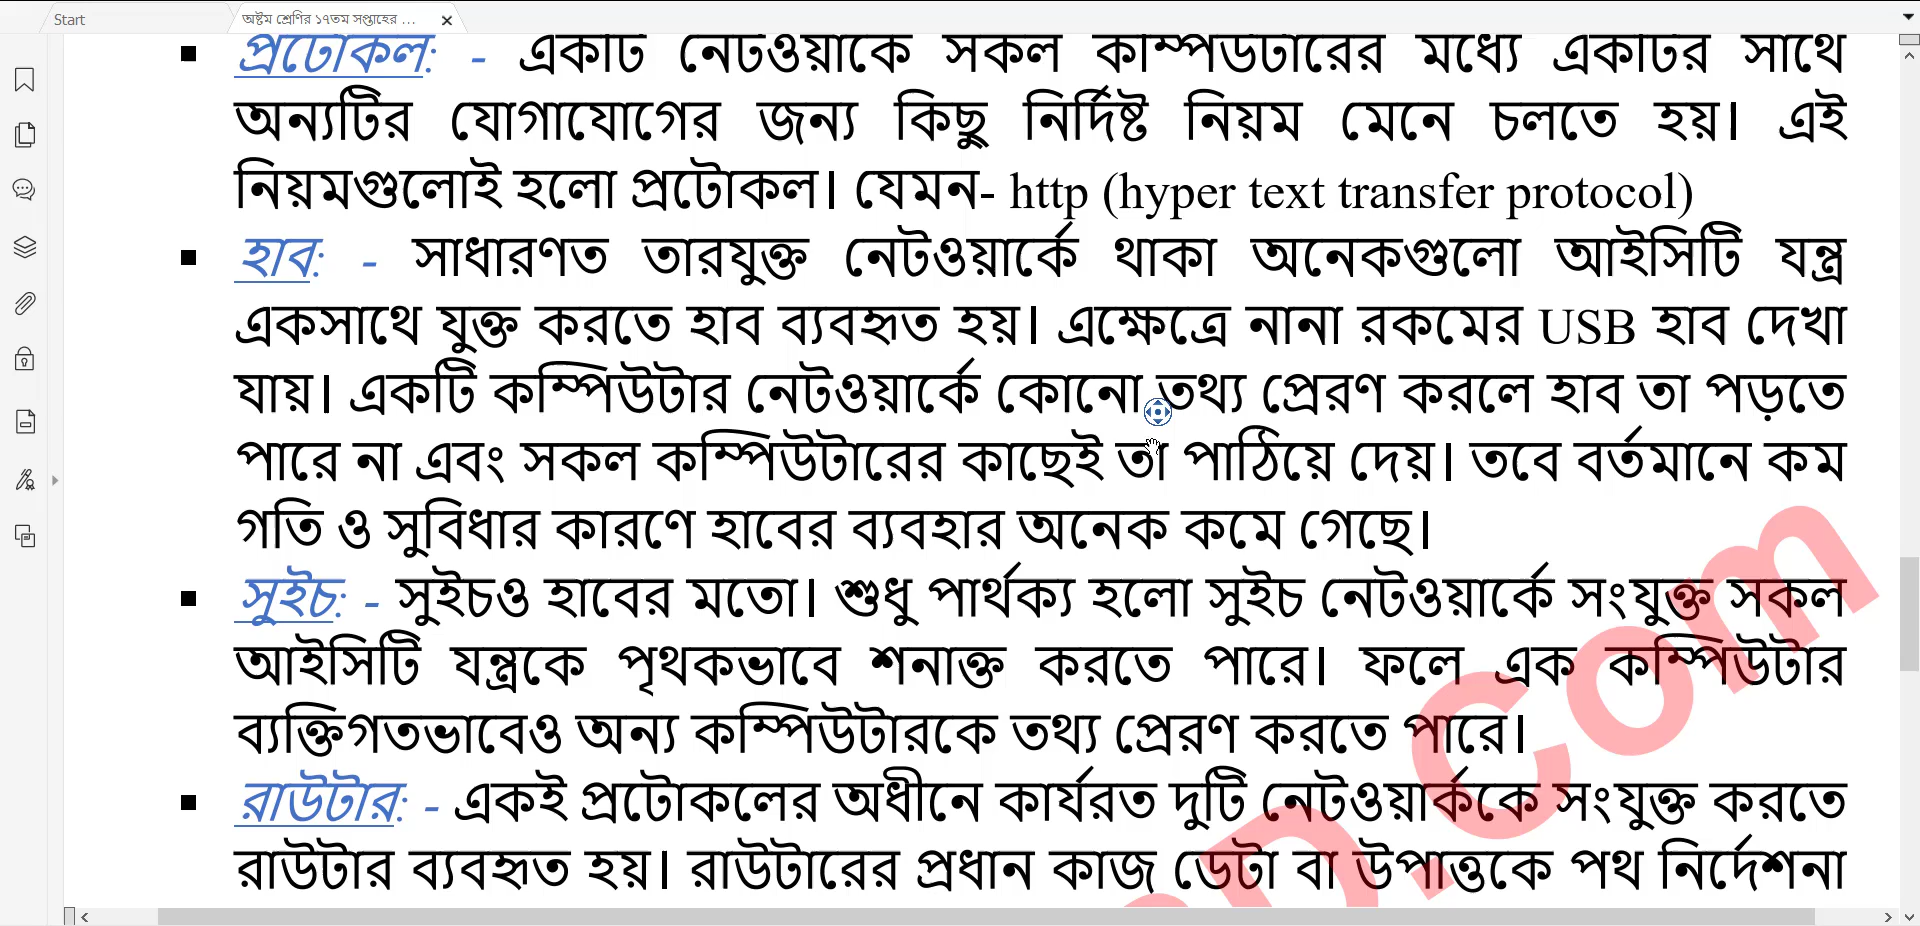 Start
অষ্টম শ্রেণির ১৭তম সপ্তাহের ...
প্রটোকল: - একটি নেটওয়ার্কে সকল কম্পিউটারের মধ্যে একটির সাথে
অন্যটির যোগাযোগের জন্য কিছু নির্দিষ্ট নিয়ম মেনে চলতে হয়। এই
নিয়মগুলোই হলো প্রটোকল। যেমন- http (hyper text transfer protocol)
হাব: - সাধারণত তারযুক্ত নেটওয়ার্কে থাকা অনেকগুলো আইসিটি যন্ত্র
একসাথে যুক্ত করতে হাব ব্যবহৃত হয়। এক্ষেত্রে নানা রকমের USB হাব দেখা
যায়। একটি কম্পিউটার নেটওয়ার্কে কোনো তথ্য প্রেরণ করলে হাব তা পড়তে
পারে না এবং সকল কম্পিউটারের কাছেই তা পাঠিয়ে দেয়। তবে বর্তমানে কম
গতি ও সুবিধার কারণে হাবের ব্যবহার অনেক কমে গেছে।
সুইচ: - সুইচও হাবের মতো। শুধু পার্থক্য হলো সুইচ নেটওয়ার্কে সংযুক্ত সকল
আইসিটি যন্ত্রকে পৃথকভাবে শনাক্ত করতে পারে। ফলে এক কম্পিউটার
ব্যক্তিগতভাবেও অন্য কম্পিউটারকে তথ্য প্রেরণ করতে পারে।
রাউটার: - একই প্রটোকলের অধীনে কার্যরত দুটি নেটওয়ার্ককে সংযুক্ত করতে
রাউটার ব্যবহৃত হয়। রাউটারের প্রধান কাজ ডেটা বা উপাত্তকে পথ নির্দেশনা
.com